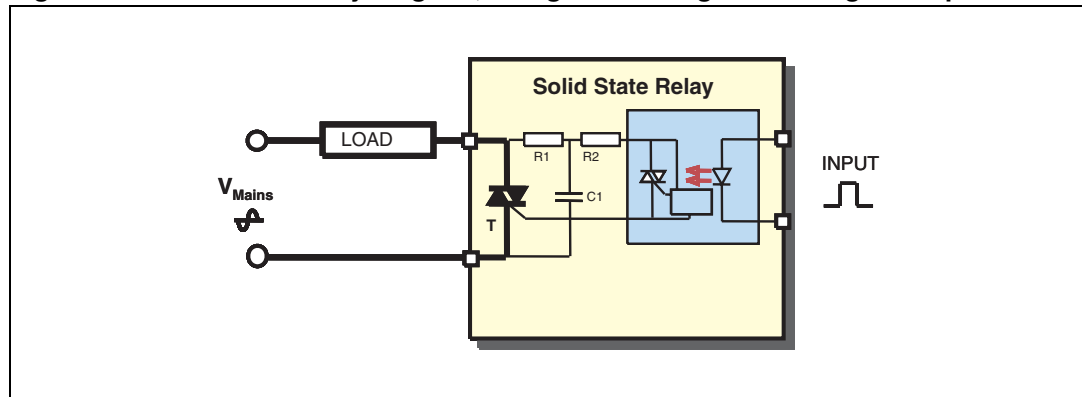 Solid State Relay
LOAD
R1
R2
INPUT
VMains
C1
T